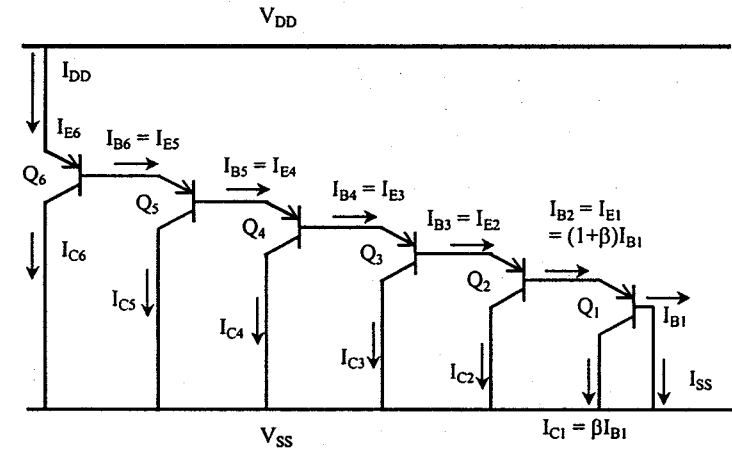 V_DD
I_DD
I_E6
I_B6 = I_E5
Q_6
I_B5 = I_E4
Q_5
I_B4 = I_E3
Q_4
I_B3 = I_E2
Q_3
I_B2 = I_E1
= (1+β)I_B1
Q_2
Q_1
I_B1
I_C6
I_C5
I_C4
I_C3
I_C2
I_SS
I_C1 = βI_B1
V_SS